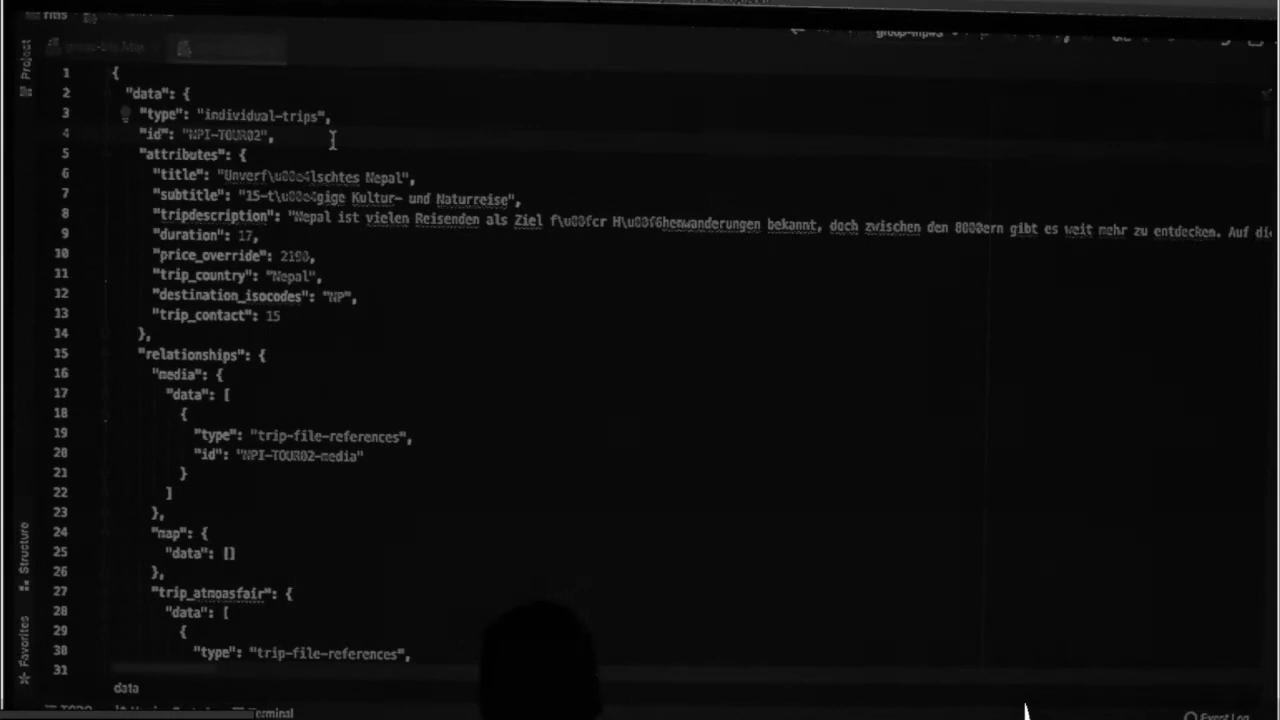 Project
1 {
2 "data": {
3 "type": "individual-trips",
4 "id": "NPI-TOUR02",
5 "attributes": {
6 "title": "Unverf\u00e4lschtes Nepal",
7 "subtitle": "15-t\u00e4gige Kultur- und Naturreise",
8 "tripdescription": "Nepal ist vielen Reisenden als Ziel f\u00fcr H\u00f6henwanderungen bekannt, doch zwischen den 8000ern gibt es weit mehr zu entdecken. Auf die
9 "duration": 17,
10 "price_override": 2190,
11 "trip_country": "Nepal",
12 "destination_isocodes": "NP",
13 "trip_contact": 15
14 },
15 "relationships": {
16 "media": {
17 "data": [
18 {
19 "type": "trip-file-references",
20 "id": "NPI-TOUR02-media"
21 }
22 ]
23 },
24 "map": {
25 "data": []
26 },
27 "trip_atmoasfair": {
28 "data": [
29 {
30 "type": "trip-file-references",
31
Structure
Favorites
data
Terminal
Event Log